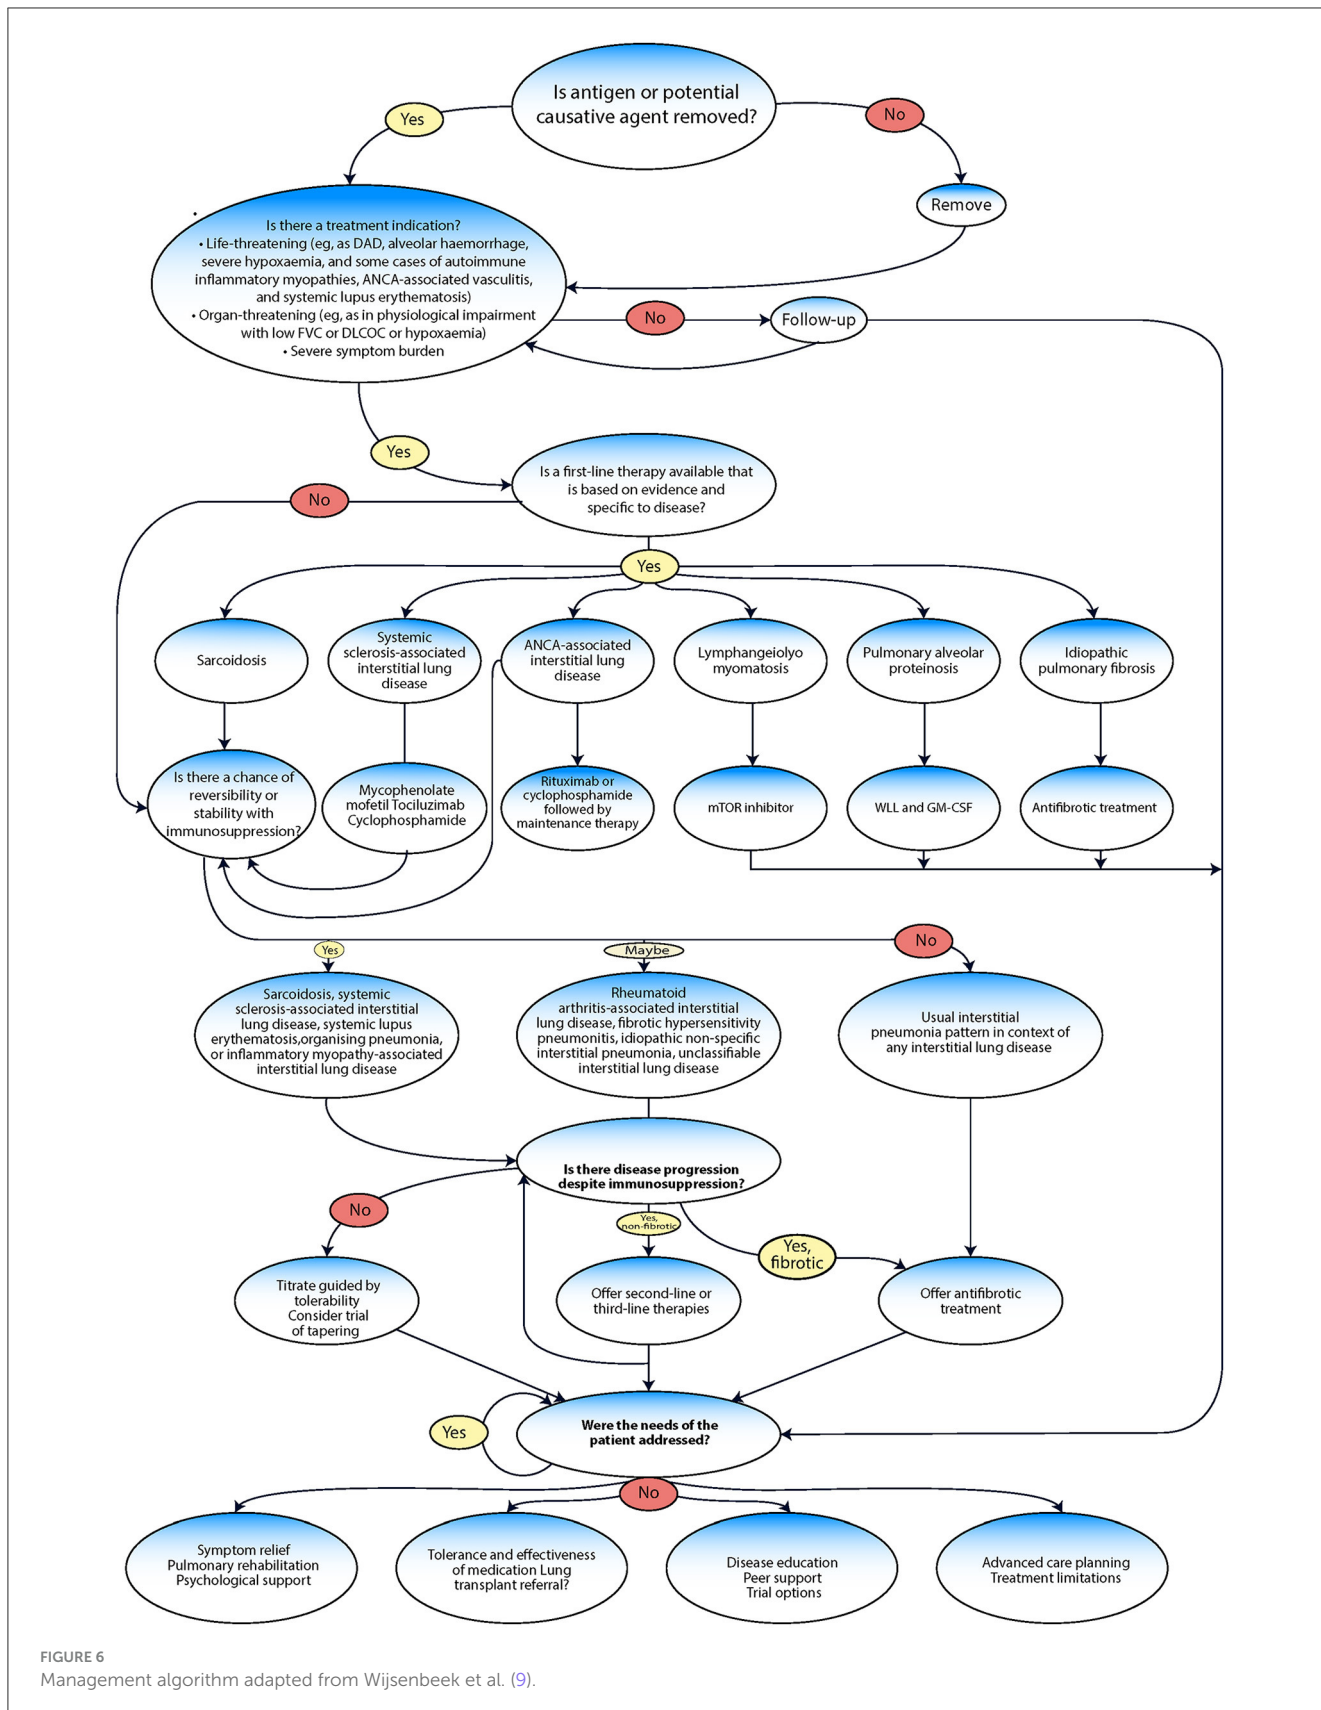 Is antigen or potential
causative agent removed?
Yes
No
Remove
Is there a treatment indication?
• Life-threatening (eg, as DAD, alveolar haemorrhage,
severe hypoxaemia, and some cases of autoimmune
inflammatory myopathies, ANCA-associated vasculitis,
and systemic lupus erythematosis)
• Organ-threatening (eg, as in physiological impairment
with low FVC or DLCOC or hypoxaemia)
• Severe symptom burden
No
Follow-up
Yes
Is a first-line therapy available that
is based on evidence and
specific to disease?
No
Yes
Sarcoidosis
Systemic
sclerosis-associated
interstitial lung
disease
ANCA-associated
interstitial lung
disease
Lymphangeiolyo
myomatosis
Pulmonary alveolar
proteinosis
Idiopathic
pulmonary fibrosis
Is there a chance of
reversibility or
stability with
immunosuppression?
Mycophenolate
mofetil Tociluzimab
Cyclophosphamide
Rituximab or
cyclophosphamide
followed by
maintenance therapy
mTOR inhibitor
WLL and GM-CSF
Antifibrotic treatment
Yes
Maybe
No
Sarcoidosis, systemic
sclerosis-associated interstitial
lung disease, systemic lupus
erythematosis,organising pneumonia,
or inflammatory myopathy-associated
interstitial lung disease
Rheumatoid
arthritis-associated interstitial
lung disease, fibrotic hypersensitivity
pneumonitis, idiopathic non-specific
interstitial pneumonia, unclassifiable
interstitial lung disease
Usual interstitial
pneumonia pattern in context of
any interstitial lung disease
Is there disease progression
despite immunosuppression?
No
Yes,
non-fibrotic
Yes,
fibrotic
Titrate guided by
tolerability
Consider trial
of tapering
Offer second-line or
third-line therapies
Offer antifibrotic
treatment
Were the needs of the
patient addressed?
Yes
No
Symptom relief
Pulmonary rehabilitation
Psychological support
Tolerance and effectiveness
of medication Lung
transplant referral?
Disease education
Peer support
Trial options
Advanced care planning
Treatment limitations
FIGURE 6
Management algorithm adapted from Wijsenbeek et al. (9).